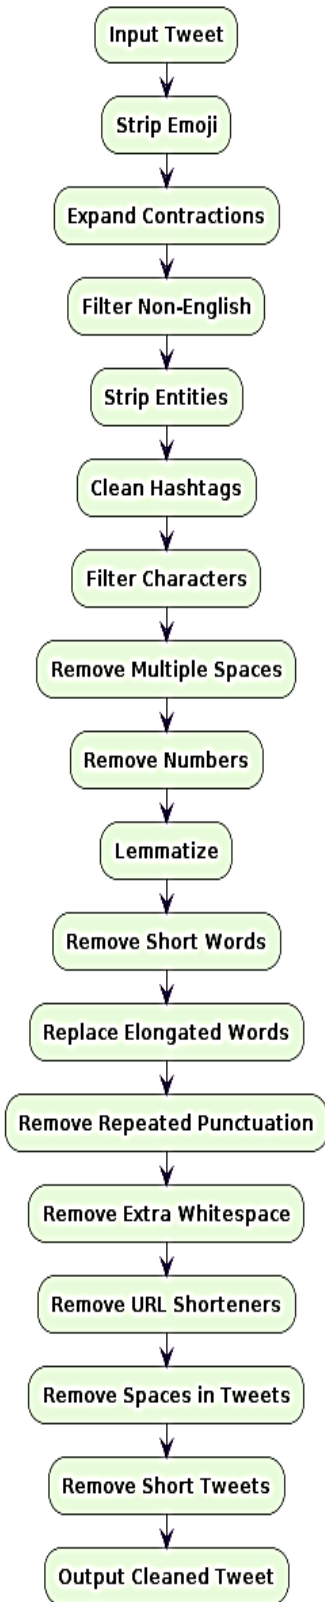 Input Tweet
Strip Emoji
Expand Contractions
Filter Non-English
Strip Entities
Clean Hashtags
Filter Characters
Remove Multiple Spaces
Remove Numbers
Lemmatize
Remove Short Words
Replace Elongated Words
Remove Repeated Punctuation
Remove Extra Whitespace
Remove URL Shorteners
Remove Spaces in Tweets
Remove Short Tweets
Output Cleaned Tweet